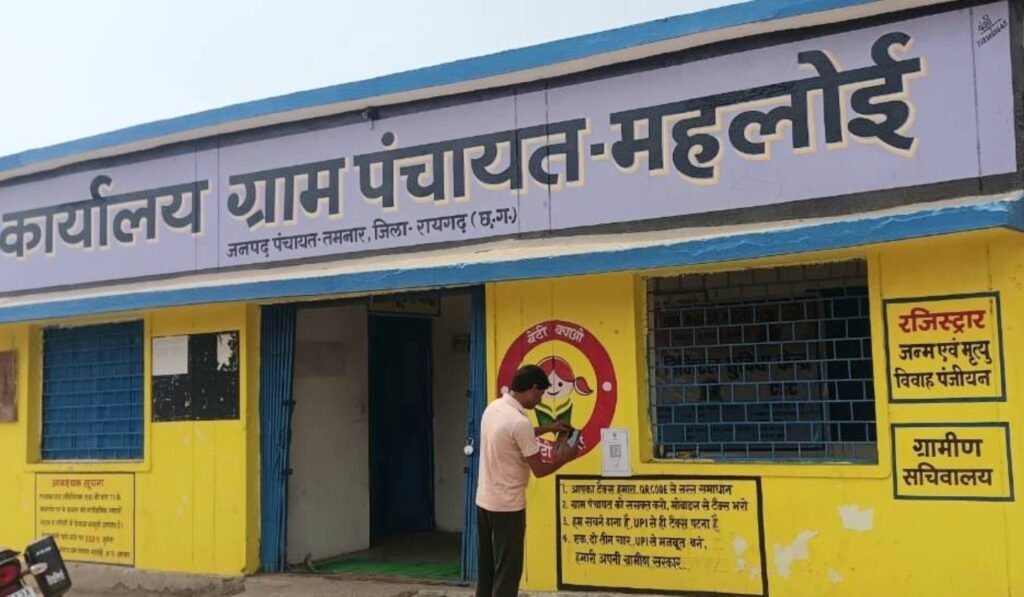 कार्यालय ग्राम पंचायत-महलोई
जनपद पंचायत-तमनार, जिला-रायगढ़ (छ.ग.)
बेटी बचाओ
रजिस्ट्रार
जन्म एवं मृत्यु
विवाह पंजीयन
ग्रामीण
सचिवालय
आवश्यक सूचना
1. आपका टैक्स हमारा QR CODE से सरल समाधान
2. ग्राम पंचायत को सशक्त करो, मोबाइल से टैक्स भरो
3. हम सबने ठाना है, UPI से ही टैक्स पटाना है,
4. एक, दो तीन चार, UPI से मजबूत बने,
हमारी अपनी ग्रामीण सरकार..